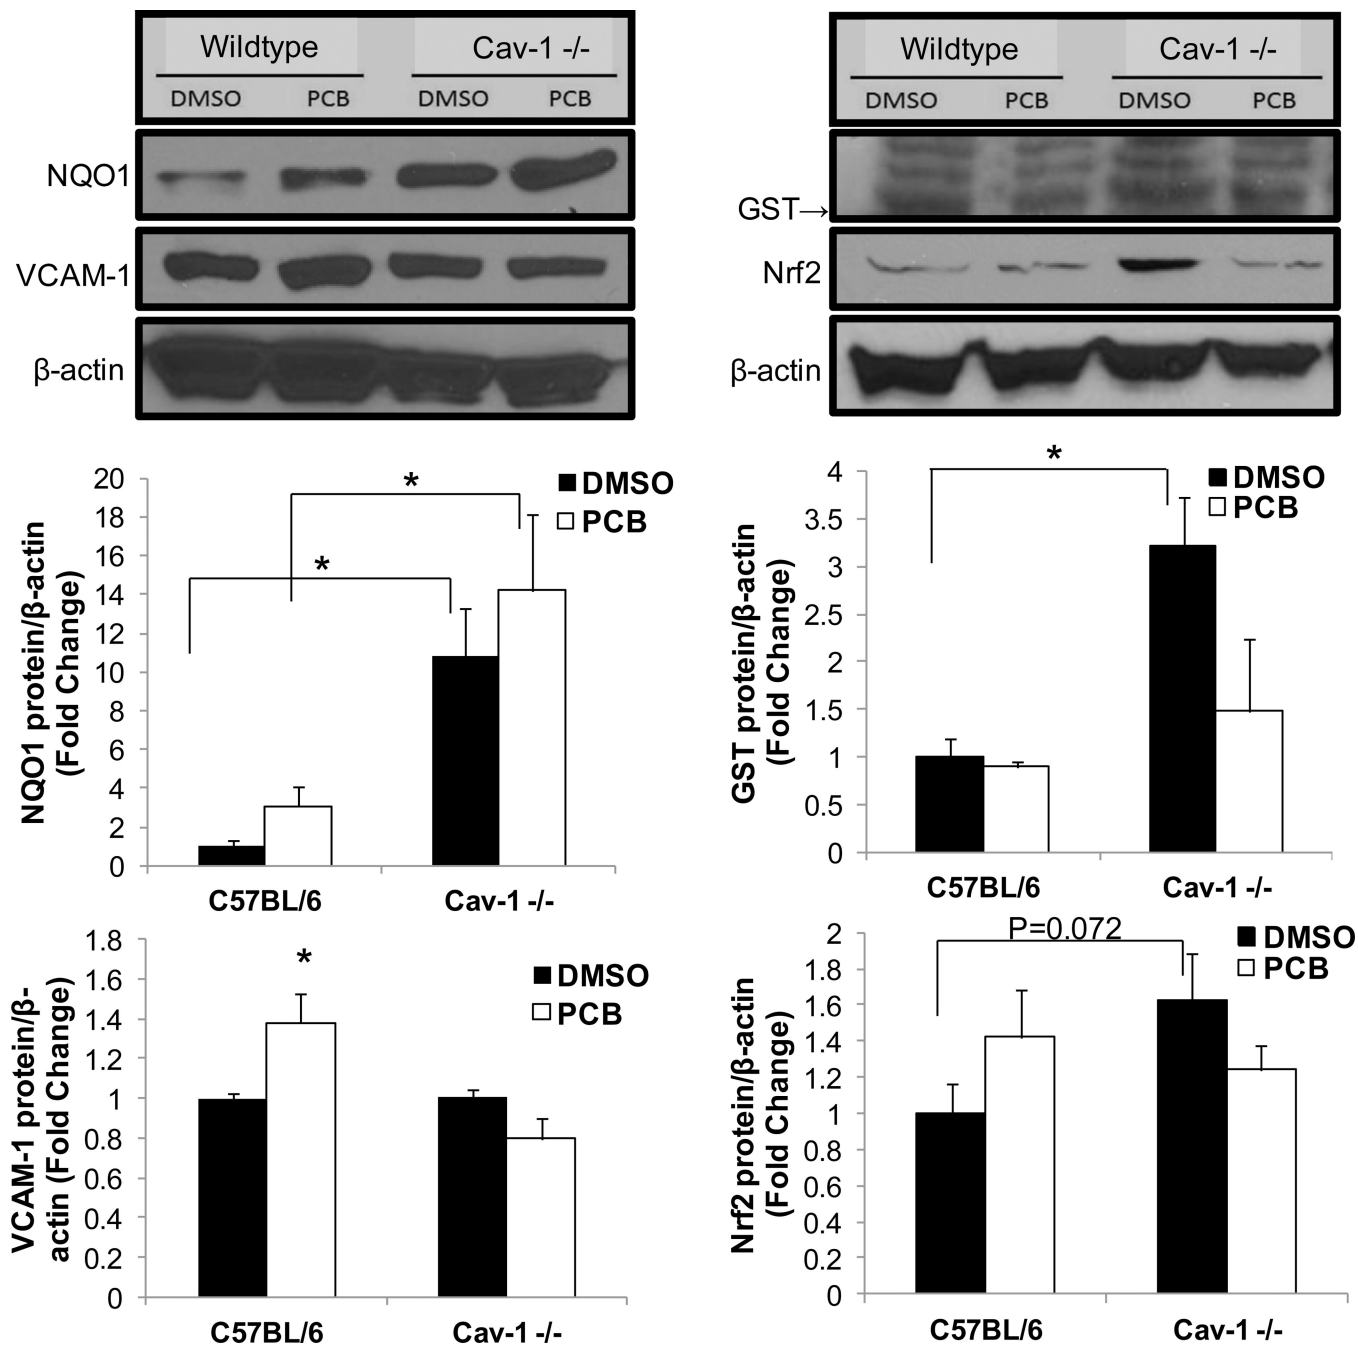 Wildtype Cav-1 -/-
DMSO PCB DMSO PCB
NQO1
VCAM-1
β-actin
Wildtype Cav-1 -/-
DMSO PCB DMSO PCB
GST→
Nrf2
β-actin
NQO1 protein/β-actin
(Fold Change)
20
18
16
14
12
10
8
6
4
2
0
*
*
DMSO
PCB
C57BL/6 Cav-1 -/-
GST protein/β-actin
(Fold Change)
4
3.5
3
2.5
2
1.5
1
0.5
0
*
DMSO
PCB
C57BL/6 Cav-1 -/-
VCAM-1 protein/β-
actin (Fold Change)
1.8
1.6
1.4
1.2
1
0.8
0.6
0.4
0.2
0
*
DMSO
PCB
C57BL/6 Cav-1 -/-
Nrf2 protein/β-actin
(Fold Change)
2
1.8
1.6
1.4
1.2
1
0.8
0.6
0.4
0.2
0
P=0.072
DMSO
PCB
C57BL/6 Cav-1 -/-